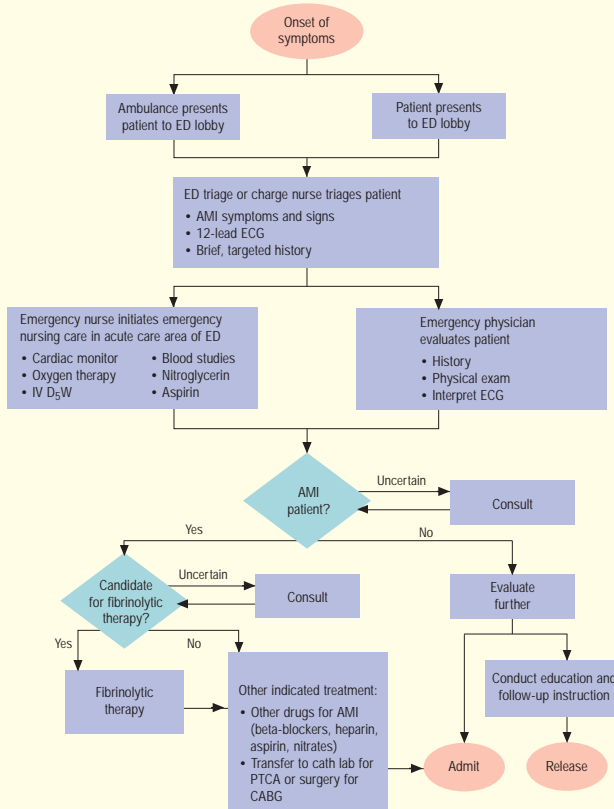 Onset of
symptoms
Ambulance presents
patient to ED lobby
Patient presents
to ED lobby
ED triage or charge nurse triages patient
• AMI symptoms and signs
• 12-lead ECG
• Brief, targeted history
Emergency nurse initiates emergency
nursing care in acute care area of ED
• Cardiac monitor
• Oxygen therapy
• IV D5W
• Blood studies
• Nitroglycerin
• Aspirin
Emergency physician
evaluates patient
• History
• Physical exam
• Interpret ECG
AMI
patient?
Uncertain
Consult
Yes
No
Candidate
for fibrinolytic
therapy?
Uncertain
Consult
Evaluate
further
Yes
No
Fibrinolytic
therapy
Other indicated treatment:
• Other drugs for AMI
(beta-blockers, heparin,
aspirin, nitrates)
• Transfer to cath lab for
PTCA or surgery for
CABG
Conduct education and
follow-up instruction
Admit
Release